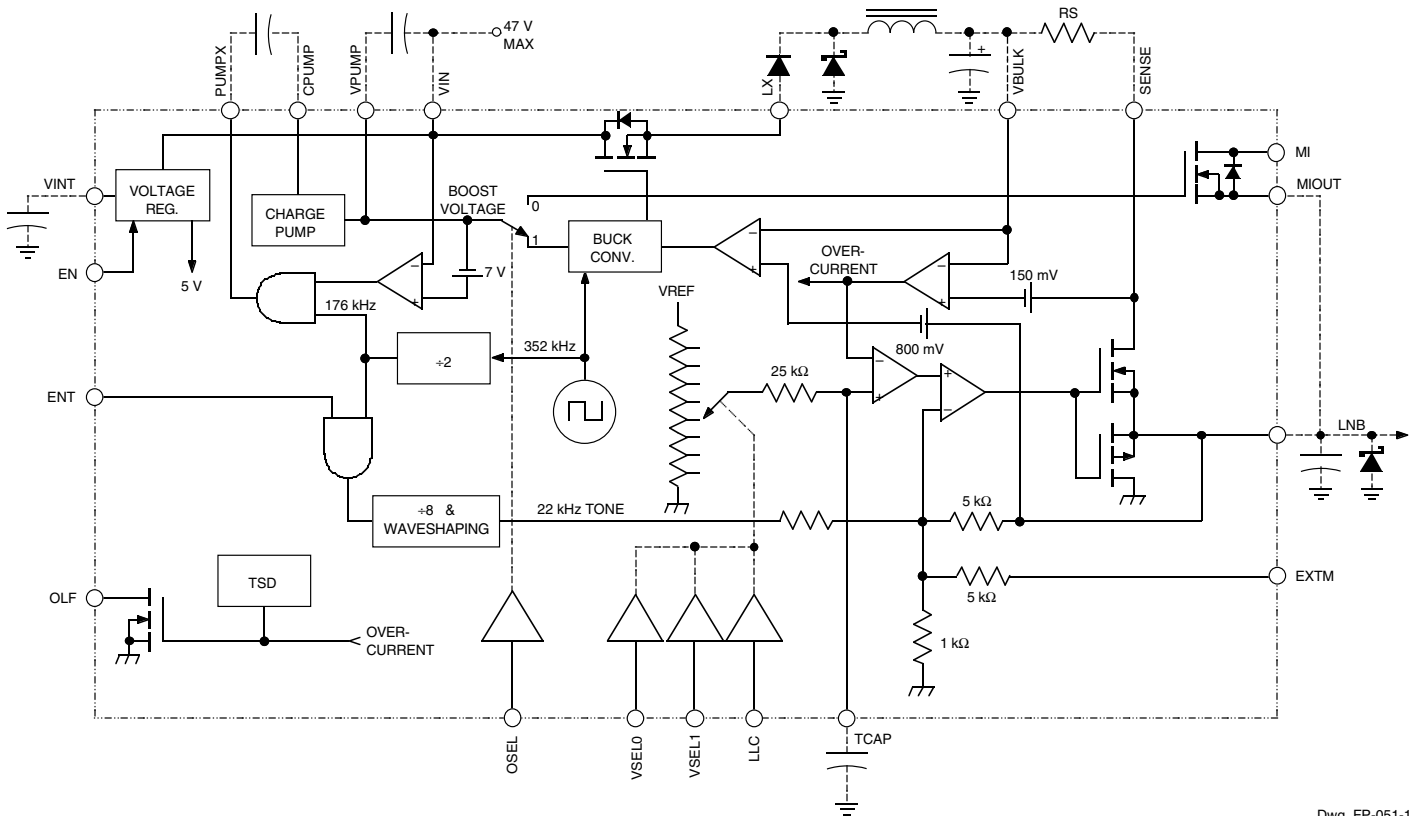 47 V
MAX
RS
PUMPX
CPUMP
VPUMP
VIN
LX
VBULK
SENSE
+
MI
MIOUT
VINT
VOLTAGE
REG.
CHARGE
PUMP
BOOST
VOLTAGE
0
1
BUCK
CONV.
–
+
OVER-
CURRENT
–
+
150 mV
EN
5 V
–
+
7 V
176 kHz
VREF
÷2
352 kHz
800 mV
25 kΩ
–
+
+
–
ENT
LNB
÷8 &
WAVESHAPING
22 kHz TONE
5 kΩ
5 kΩ
EXTM
TSD
OLF
OVER-
CURRENT
1 kΩ
OSEL
VSEL0
VSEL1
LLC
TCAP
Dwg. FP-051-1